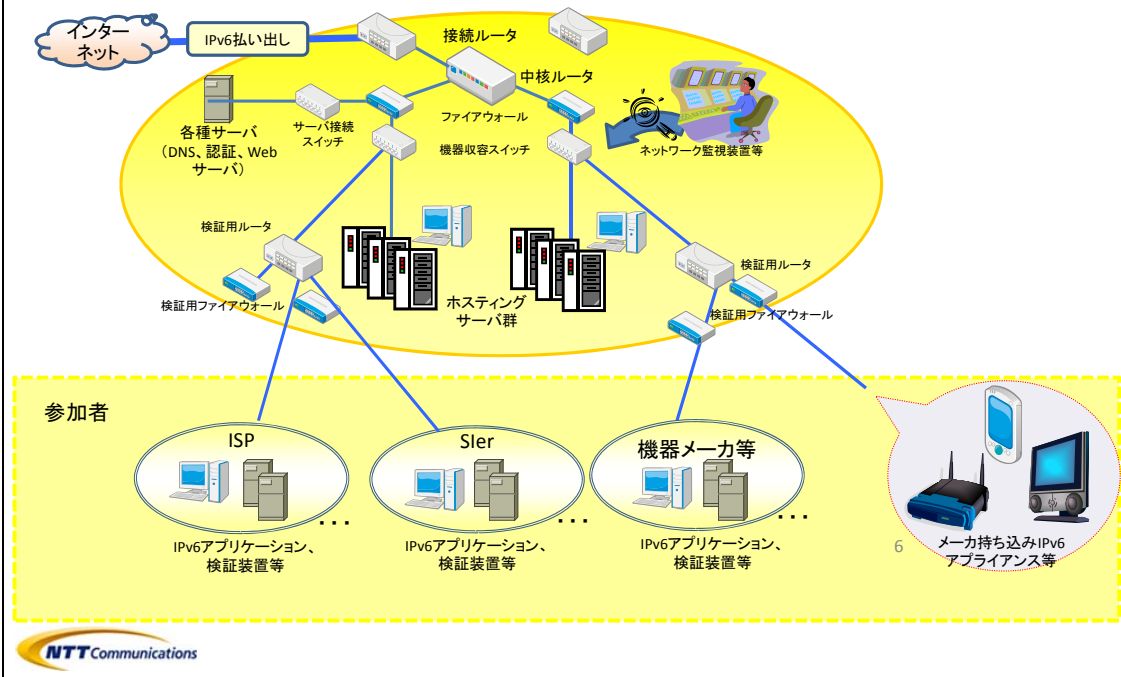 インター
ネット
IPv6払い出し
接続ルータ
中核ルータ
ファイアウォール
各種サーバ
（DNS、認証、Web
サーバ）
サーバ接続
スイッチ
機器収容スイッチ
ネットワーク監視装置等
検証用ルータ
検証用ファイアウォール
ホスティング
サーバ群
検証用ルータ
検証用ファイアウォール
参加者
ISP
SIer
機器メーカ等
・・・
・・・
・・・
IPv6アプリケーション、
検証装置等
IPv6アプリケーション、
検証装置等
IPv6アプリケーション、
検証装置等
6
メーカ持ち込みIPv6
アプライアンス等
NTT Communications